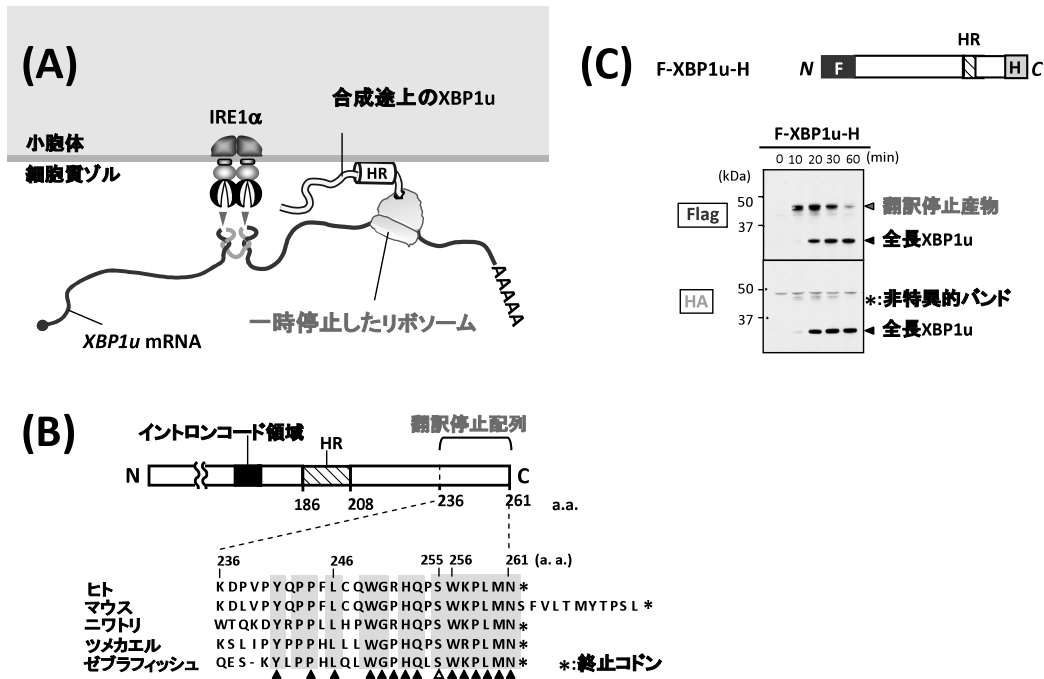 (A)
合成途上のXBP1u
IRE1α
小胞体
細胞質ゾル
HR
AAAAA
一時停止したリボソーム
XBP1u mRNA
(C)
F-XBP1u-H
HR
N F H C
F-XBP1u-H
0 10 20 30 60 (min)
(kDa)
Flag
50
37
翻訳停止産物
全長XBP1u
HA
50
37
*:非特異的バンド
全長XBP1u
(B)
イントロンコード領域
HR
翻訳停止配列
N C
186 208 236 261 a.a.
236 246 255 256 261 (a. a.)
ヒト KDPVPYQPPFLCQWGRHQPSWKPLMN*
マウス KDLVPYQPPFLCQWGRHQPSWKPLMNSFVLTMYTPSL*
ニワトリ WTQKDYRPPLLHPWGRHQPSWKPLMN*
ツメカエル KSLIPYPPPHLLLWGPHQPSWRPLMN*
ゼブラフィッシュ QES-KYLPPHLQLWGPHQLSWKPLMN*
*:終止コドン